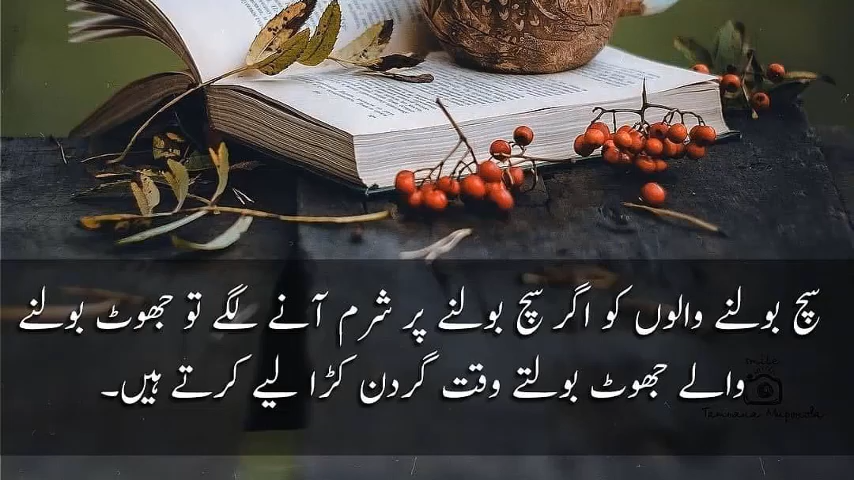 سچ بولنے والوں کو اگر سچ بولنے پر شرم آنے لگے تو جھوٹ بولنے
والے جھوٹ بولتے وقت گردن کڑا لیے کرتے ہیں۔